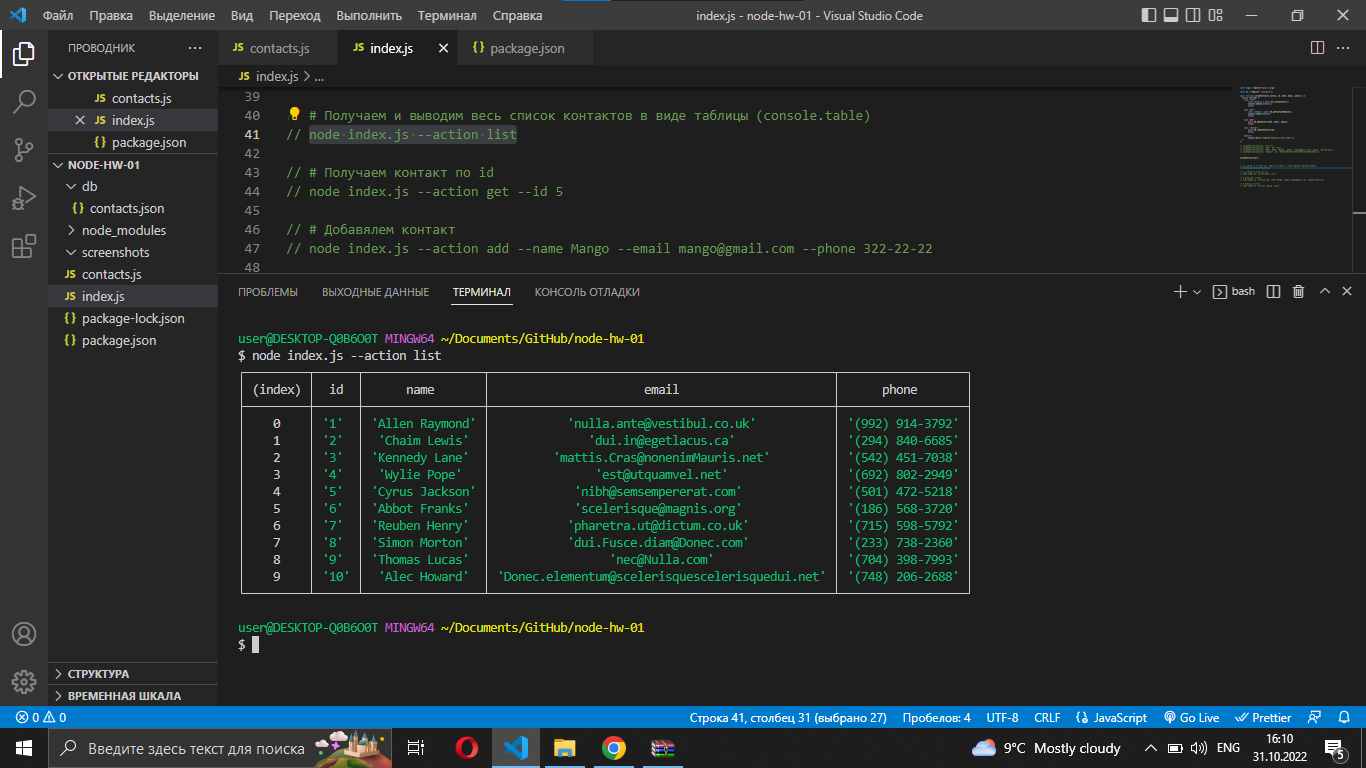 Файл Правка Выделение Вид Переход Выполнить Терминал Справка index.js - node-hw-01 - Visual Studio Code
ПРОВОДНИК
ОТКРЫТЫЕ РЕДАКТОРЫ
JS contacts.js
JS index.js
{} package.json
NODE-HW-01
db
{} contacts.json
node_modules
screenshots
JS contacts.js
JS index.js
{} package-lock.json
{} package.json
СТРУКТУРА
ВРЕМЕННАЯ ШКАЛА
JS contacts.js JS index.js {} package.json
JS index.js > ...
39
40 // # Получаем и выводим весь список контактов в виде таблицы (console.table)
41 // node index.js --action list
42
43 // # Получаем контакт по id
44 // node index.js --action get --id 5
45
46 // # Добавялем контакт
47 // node index.js --action add --name Mango --email mango@gmail.com --phone 322-22-22
48
ПРОБЛЕМЫ ВЫХОДНЫЕ ДАННЫЕ ТЕРМИНАЛ КОНСОЛЬ ОТЛАДКИ bash
user@DESKTOP-Q0B6O0T MINGW64 ~/Documents/GitHub/node-hw-01
$ node index.js --action list
(index) id name email phone
0 '1' 'Allen Raymond' 'nulla.ante@vestibul.co.uk' '(992) 914-3792'
1 '2' 'Chaim Lewis' 'dui.in@egetlacus.ca' '(294) 840-6685'
2 '3' 'Kennedy Lane' 'mattis.Cras@nonenimMauris.net' '(542) 451-7038'
3 '4' 'Wylie Pope' 'est@utquamvel.net' '(692) 802-2949'
4 '5' 'Cyrus Jackson' 'nibh@semsempererat.com' '(501) 472-5218'
5 '6' 'Abbot Franks' 'scelerisque@magnis.org' '(186) 568-3720'
6 '7' 'Reuben Henry' 'pharetra.ut@dictum.co.uk' '(715) 598-5792'
7 '8' 'Simon Morton' 'dui.Fusce.diam@Donec.com' '(233) 738-2360'
8 '9' 'Thomas Lucas' 'nec@Nulla.com' '(704) 398-7993'
9 '10' 'Alec Howard' 'Donec.elementum@scelerisquescelerisquedui.net' '(748) 206-2688'
user@DESKTOP-Q0B6O0T MINGW64 ~/Documents/GitHub/node-hw-01
$
0 0 Строка 41, столбец 31 (выбрано 27) Пробелов: 4 UTF-8 CRLF {} JavaScript Go Live Prettier
Введите здесь текст для поиска 9°C Mostly cloudy ENG 16:10
31.10.2022 5